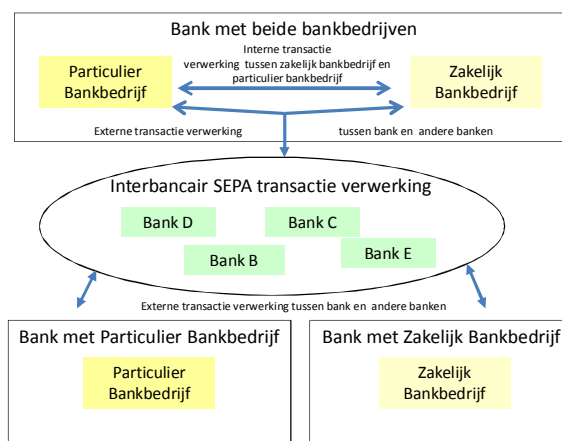 Bank met beide bankbedrijven
Interne transactie
verwerking tussen zakelijk bankbedrijf en
particulier bankbedrijf
Particulier
Bankbedrijf
Zakelijk
Bankbedrijf
Externe transactie verwerking
tussen bank en andere banken
Interbancair SEPA transactie verwerking
Bank D
Bank C
Bank B
Bank E
Externe transactie verwerking tussen bank en andere banken
Bank met Particulier Bankbedrijf
Particulier
Bankbedrijf
Bank met Zakelijk Bankbedrijf
Zakelijk
Bankbedrijf